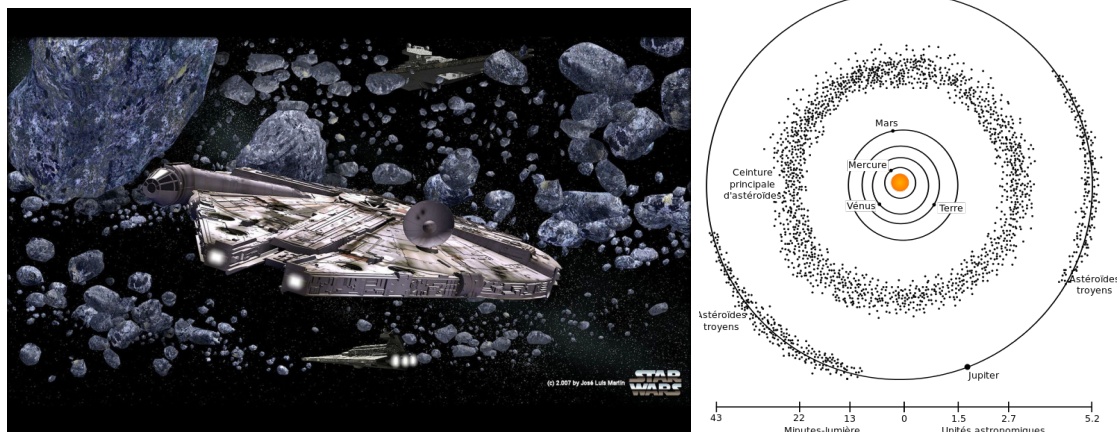 (c) 2.007 by José Luis Martín
STAR
WARS
Mars
Mercure
Ceinture
principale
d'astéroïdes
Vénus
Terre
Astéroïdes
troyens
Astéroïdes
troyens
Jupiter
43 22 13 0 1.5 2.7 5.2
Minutes-lumière Unités astronomiques